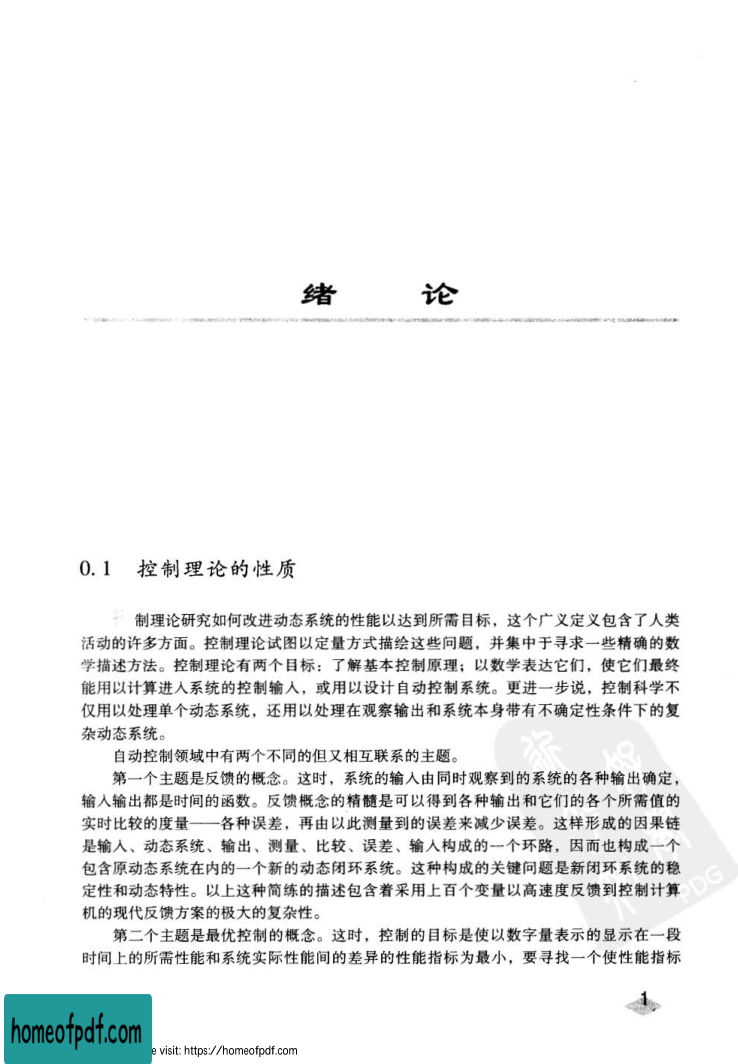 绪 论
0.1 控制理论的性质
制理论研究如何改进动态系统的性能以达到所需目标，这个广义定义包含了人类
活动的许多方面。控制理论试图以定量方式描绘这些问题，并集中于寻求一些精确的数
学描述方法。控制理论有两个目标：了解基本控制原理；以数学表达它们，使它们最终
能用以计算进入系统的控制输入，或用以设计自动控制系统。更进一步说，控制科学不
仅用以处理单个动态系统，还用以处理在观察输出和系统本身带有不确定性条件下的复
杂动态系统。
自动控制领域中有两个不同的但又相互联系的主题。
第一个主题是反馈的概念。这时，系统的输入由同时观察到的系统的各种输出确定，
输入输出都是时间的函数。反馈概念的精髓是可以得到各种输出和它们的各个所需值的
实时比较的度量——各种误差，再由以此测量到的误差来减少误差。这样形成的因果链
是输入、动态系统、输出、测量、比较、误差、输入构成的一个环路，因而也构成一个
包含原动态系统在内的一个新的动态闭环系统。这种构成的关键问题是新闭环系统的稳
定性和动态特性。以上这种简练的描述包含着采用上百个变量以高速度反馈到控制计算
机的现代反馈方案的极大的复杂性。
第二个主题是最优控制的概念。这时，控制的目标是使以数字量表示的显示在一段
时间上的所需性能和系统实际性能间的差异的性能指标为最小，要寻找一个使性能指标
1
homeofpdf.com
e visit: https://homeofpdf.com
PDG